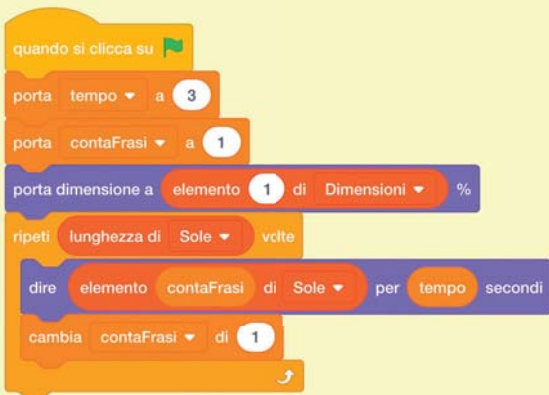 quando si clicca su
porta tempo a 3
porta contaFrasi a 1
porta dimensione a elemento 1 di Dimensioni %
ripeti lunghezza di Sole volte
dire elemento contaFrasi di Sole per tempo secondi
cambia contaFrasi di 1